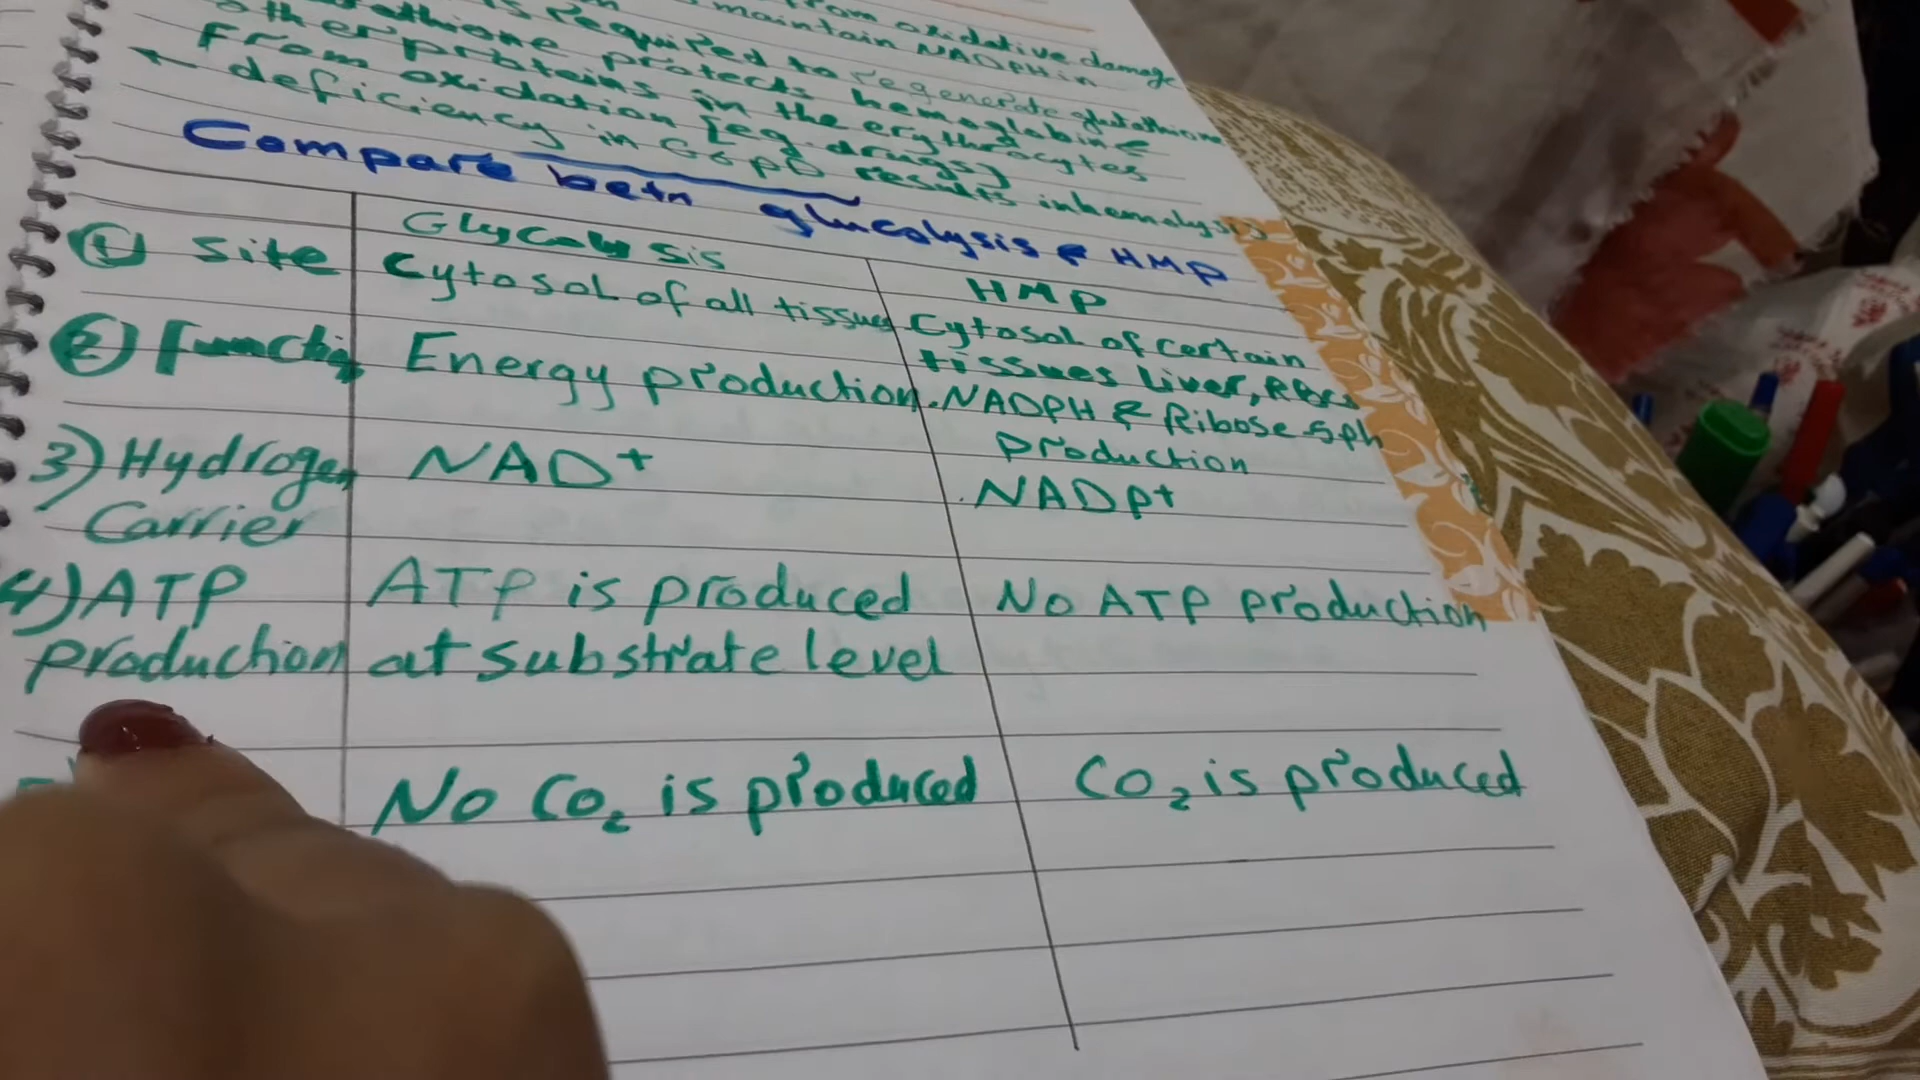 from oxidative damage
maintain NADPH in
is required to regenerate glutathione
protects hemoglobin &
other proteins in the erythrocytes
From oxidation [eg. drugs)
deficiency in G6PD results in hemolysis
Compare betn glucolysis & HMP
Glycolysis
HMP
① Site
Cytosol of all tissues
Cytosol of certain
tissues Liver, RBCs
② Function
Energy production
NADPH & Ribose-5ph
production
3) Hydrogen
Carrier
NAD+
NADP+
4) ATP
production
ATP is produced
at substrate level
No ATP production
No CO₂ is produced
CO₂ is produced